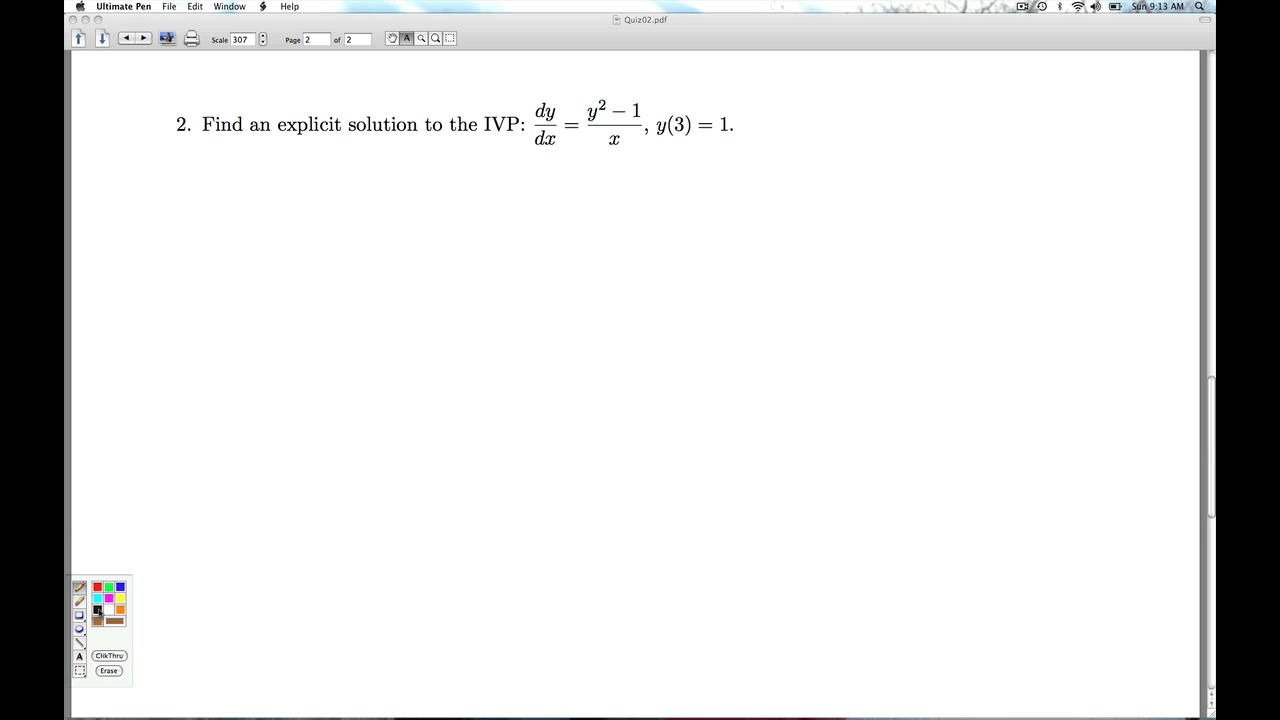 Ultimate Pen File Edit Window Help Sun 9:13 AM
Quiz02.pdf
Scale 307 Page 2 of 2 A
2. Find an explicit solution to the IVP: dy/dx = (y² − 1)/x, y(3) = 1.
A
ClikThru
Erase